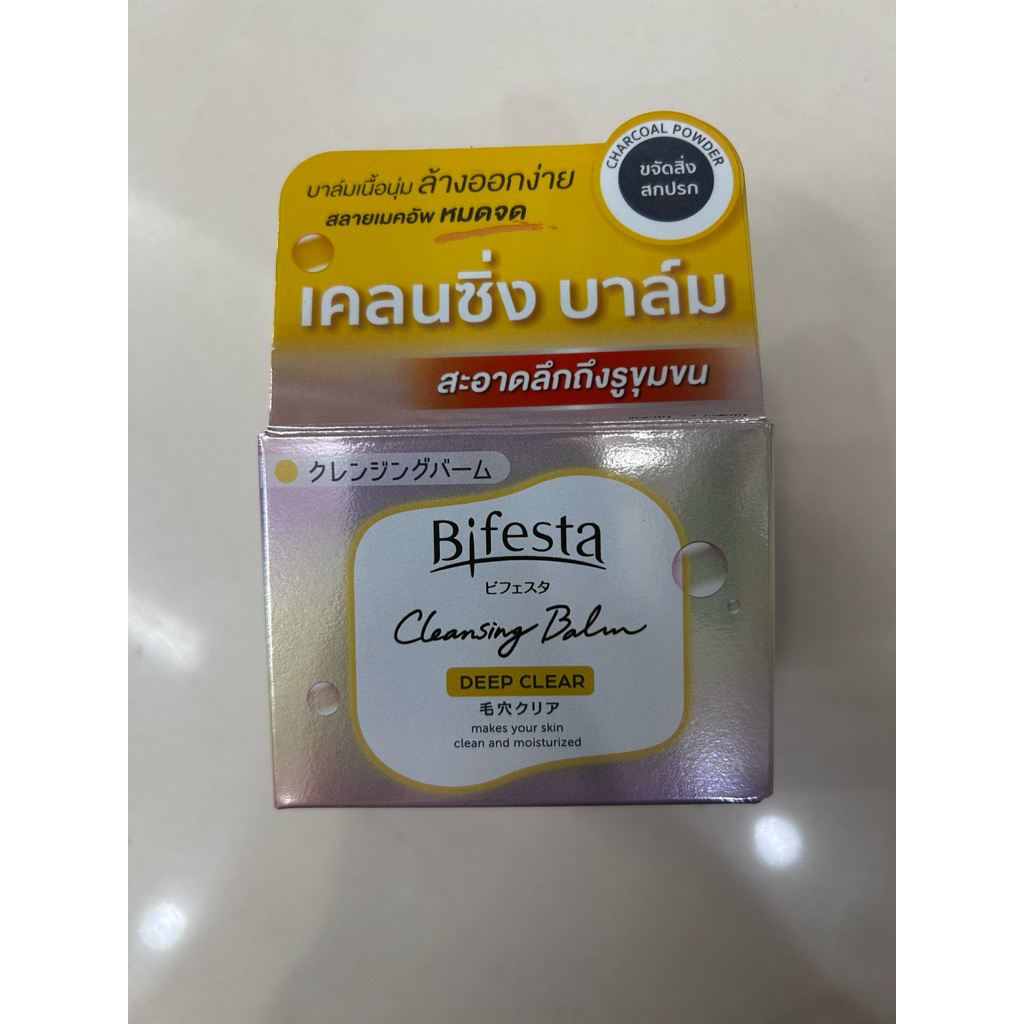 CHARCOAL POWDER
ขจัดสิ่ง
สกปรก
บาล์มเนื้อนุ่ม ล้างออกง่าย
สลายเมคอัพ หมดจด
เคลนซิ่ง บาล์ม
สะอาดลึกถึงรูขุมขน
クレンジングバーム
Bifesta
ビフェスタ
Cleansing Balm
DEEP CLEAR
毛穴クリア
makes your skin
clean and moisturized